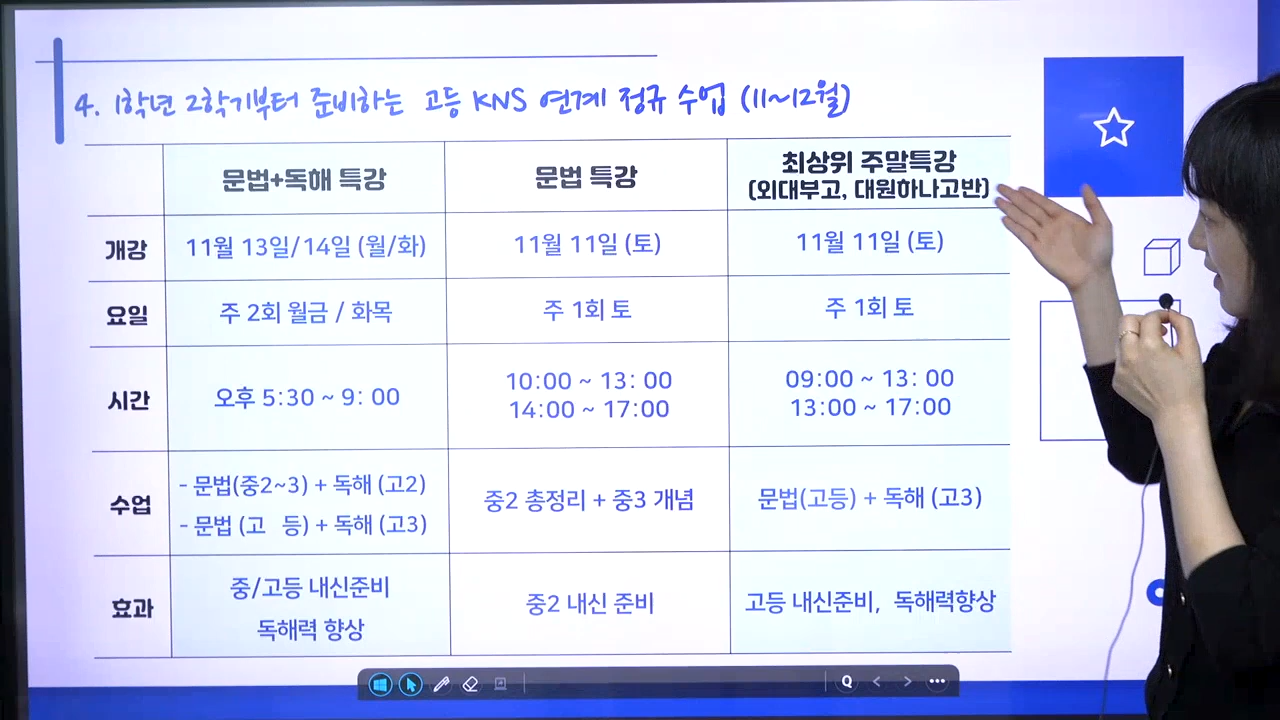 4. 1학년 2학기부터 준비하는 고등 KNS 연계 정규 수업 (11~12월)
문법+독해 특강 문법 특강 최상위 주말특강
(외대부고, 대원하나고반)
개강 11월 13일/14일 (월/화) 11월 11일 (토) 11월 11일 (토)
요일 주 2회 월금 / 화목 주 1회 토 주 1회 토
시간 오후 5:30 ~ 9: 00 10:00 ~ 13: 00 09:00 ~ 13: 00
14:00 ~ 17:00 13:00 ~ 17:00
수업 - 문법(중2~3) + 독해 (고2) 중2 총정리 + 중3 개념 문법(고등) + 독해 (고3)
- 문법 (고 등) + 독해 (고3)
효과 중/고등 내신준비 중2 내신 준비 고등 내신준비, 독해력향상
독해력 향상